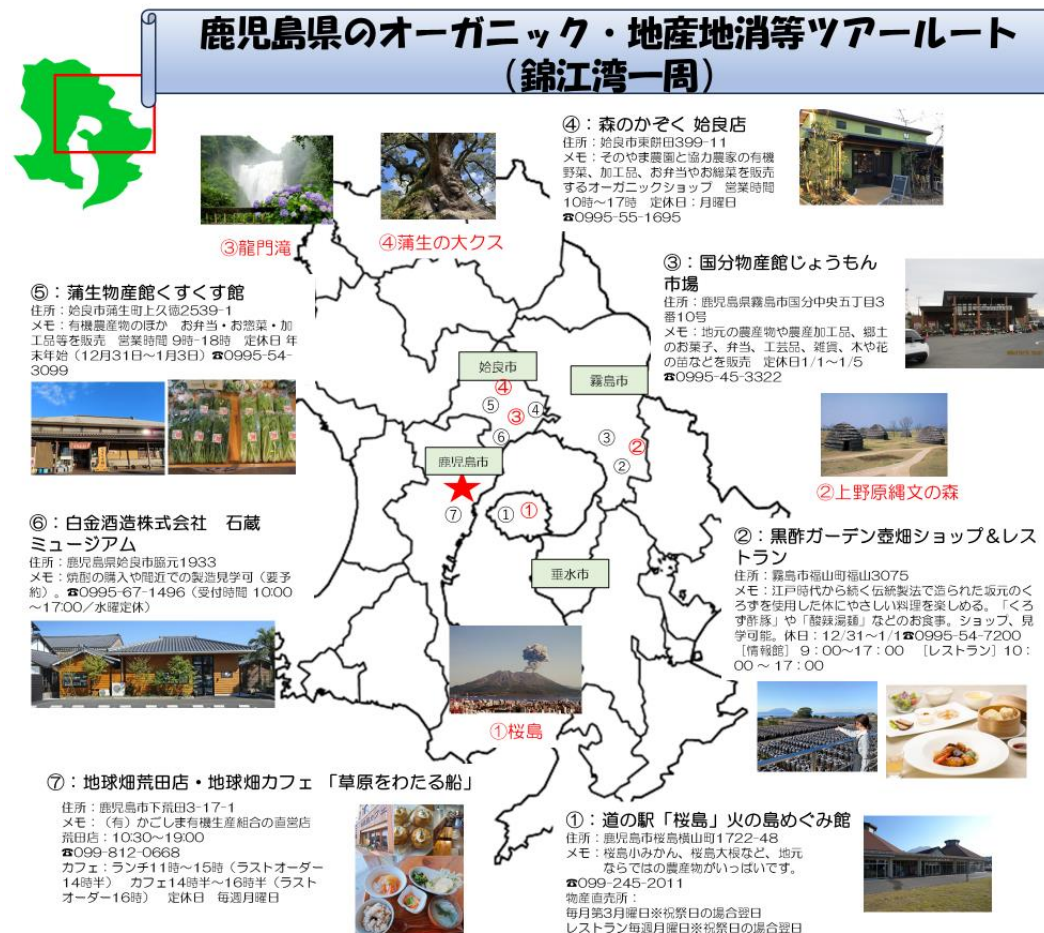 鹿児島県のオーガニック・地産地消等ツアールート
（錦江湾一周）
③龍門滝
④蒲生の大クス
④：森のかぞく 姶良店
住所：姶良市東餅田399-11
メモ：そのやま農園と協力農家の有機
野菜、加工品、お弁当やお総菜を販売
するオーガニックショップ　営業時間
10時～17時　定休日：月曜日
☎0995-55-1695
⑤：蒲生物産館くすくす館
住所：姶良市蒲生町上久徳2539-1
メモ：有機農産物のほか　お弁当・お惣菜・加
工品等を販売　営業時間 9時-18時　定休日 年
末年始（12月31日～1月3日）☎0995-54-
3099
③：国分物産館じょうもん
市場
住所：鹿児島県霧島市国分中央五丁目3
番10号
メモ：地元の農産物や農産加工品、郷土
のお菓子、弁当、工芸品、雑貨、木や花
の苗などを販売　定休日1/1～1/5
☎0995-45-3322
姶良市
霧島市
④
⑤
③
④
⑥
③
②
②
鹿児島市
⑦
①
①
垂水市
②上野原縄文の森
⑥：白金酒造株式会社　石蔵
ミュージアム
住所：鹿児島県姶良市脇元1933
メモ：焼酎の購入や間近での製造見学可（要予
約）。☎0995-67-1496（受付時間 10:00
～17:00／水曜定休）
②：黒酢ガーデン壺畑ショップ＆レス
トラン
住所：霧島市福山町福山3075
メモ：江戸時代から続く伝統製法で造られた坂元のく
ろずを使用した体にやさしい料理を楽しめる。「くろ
ず酢豚」や「酸辣湯麺」などのお食事。ショップ、見
学可能。休日：12/31～1/1☎0995-54-7200
［情報館］ 9：00～17：00　［レストラン］10：
00 ～ 17：00
①桜島
⑦：地球畑荒田店・地球畑カフェ 「草原をわたる船」
住所：鹿児島市下荒田3-17-1
メモ：（有）かごしま有機生産組合の直営店
荒田店：10:30～19:00
☎099-812-0668
カフェ：ランチ11時～15時（ラストオーダー
14時半）　カフェ14時半～16時半（ラスト
オーダー16時）　定休日　毎週月曜日
①：道の駅「桜島」火の島めぐみ館
住所：鹿児島市桜島横山町1722-48
メモ：桜島小みかん、桜島大根など、地元
ならではの農産物がいっぱいです。
☎099-245-2011
物産直売所：
毎月第3月曜日※祝祭日の場合翌日
レストラン毎週月曜日※祝祭日の場合翌日